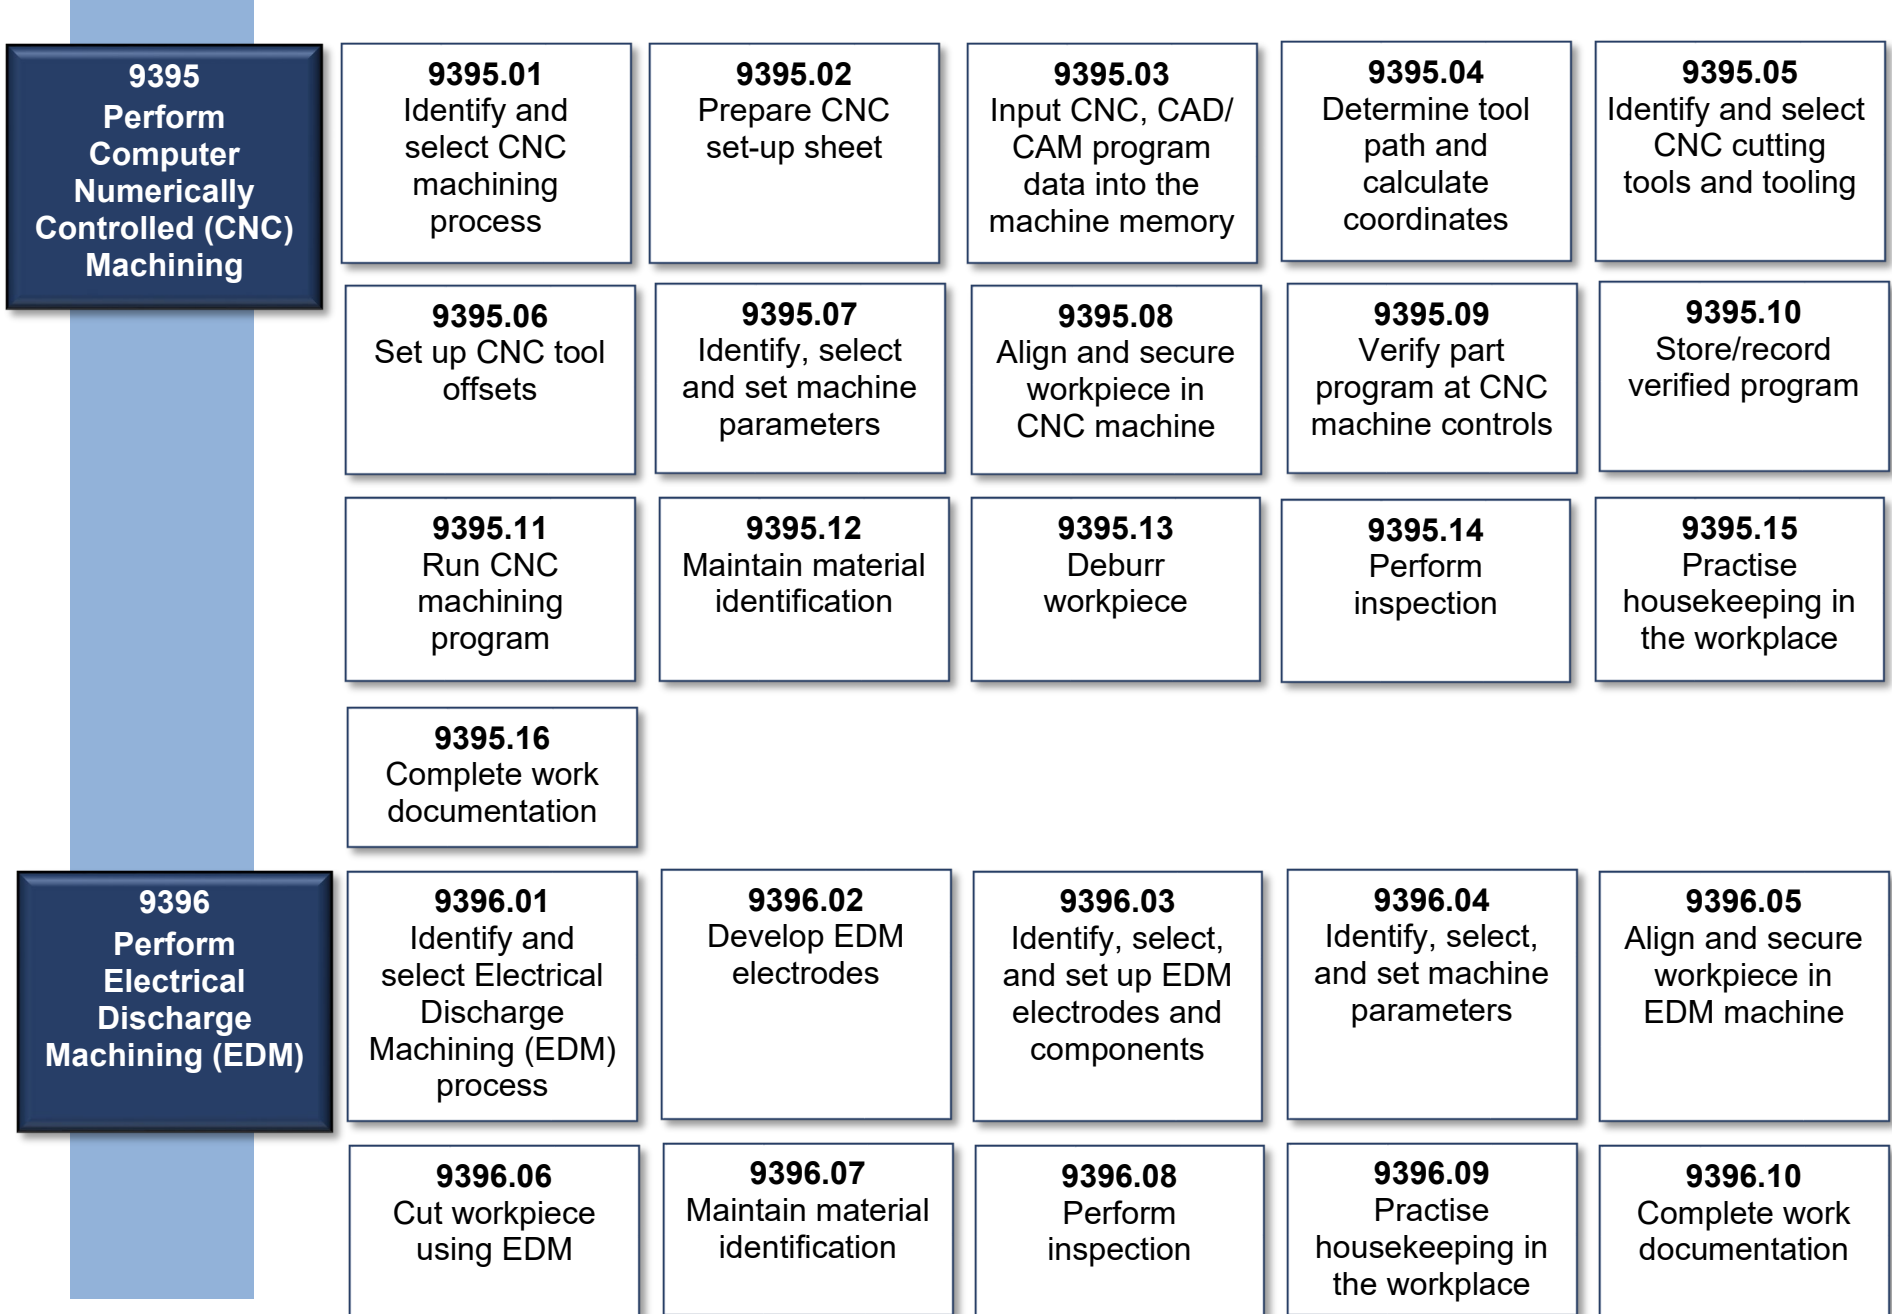 9395
Perform
Computer
Numerically
Controlled (CNC)
Machining
9395.01
Identify and
select CNC
machining
process
9395.02
Prepare CNC
set-up sheet
9395.03
Input CNC, CAD/
CAM program
data into the
machine memory
9395.04
Determine tool
path and
calculate
coordinates
9395.05
Identify and select
CNC cutting
tools and tooling
9395.06
Set up CNC tool
offsets
9395.07
Identify, select
and set machine
parameters
9395.08
Align and secure
workpiece in
CNC machine
9395.09
Verify part
program at CNC
machine controls
9395.10
Store/record
verified program
9395.11
Run CNC
machining
program
9395.12
Maintain material
identification
9395.13
Deburr
workpiece
9395.14
Perform
inspection
9395.15
Practise
housekeeping in
the workplace
9395.16
Complete work
documentation
9396
Perform
Electrical
Discharge
Machining (EDM)
9396.01
Identify and
select Electrical
Discharge
Machining (EDM)
process
9396.02
Develop EDM
electrodes
9396.03
Identify, select,
and set up EDM
electrodes and
components
9396.04
Identify, select,
and set machine
parameters
9396.05
Align and secure
workpiece in
EDM machine
9396.06
Cut workpiece
using EDM
9396.07
Maintain material
identification
9396.08
Perform
inspection
9396.09
Practise
housekeeping in
the workplace
9396.10
Complete work
documentation